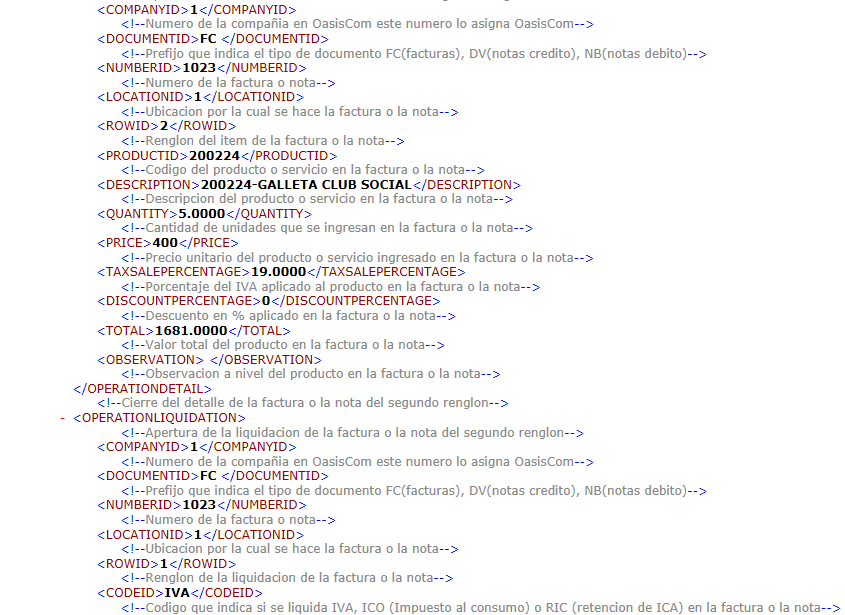 <COMPANYID>1</COMPANYID>
<!--Numero de la compañia en OasisCom este numero lo asigna OasisCom-->
<DOCUMENTID>FC </DOCUMENTID>
<!--Prefijo que indica el tipo de documento FC(facturas), DV(notas credito), NB(notas debito)-->
<NUMBERID>1023</NUMBERID>
<!--Numero de la factura o nota-->
<LOCATIONID>1</LOCATIONID>
<!--Ubicacion por la cual se hace la factura o la nota-->
<ROWID>2</ROWID>
<!--Renglon del item de la factura o la nota-->
<PRODUCTID>200224</PRODUCTID>
<!--Codigo del producto o servicio en la factura o la nota-->
<DESCRIPTION>200224-GALLETA CLUB SOCIAL</DESCRIPTION>
<!--Descripcion del producto o servicio en la factura o la nota-->
<QUANTITY>5.0000</QUANTITY>
<!--Cantidad de unidades que se ingresan en la factura o la nota-->
<PRICE>400</PRICE>
<!--Precio unitario del producto o servicio ingresado en la factura o la nota-->
<TAXSALEPERCENTAGE>19.0000</TAXSALEPERCENTAGE>
<!--Porcentaje del IVA aplicado al producto en la factura o la nota-->
<DISCOUNTPERCENTAGE>0</DISCOUNTPERCENTAGE>
<!--Descuento en % aplicado en la factura o la nota-->
<TOTAL>1681.0000</TOTAL>
<!--Valor total del producto en la factura o la nota-->
<OBSERVATION> </OBSERVATION>
<!--Observacion a nivel del producto en la factura o la nota-->
</OPERATIONDETAIL>
<!--Cierre del detalle de la factura o la nota del segundo renglon-->
- <OPERATIONLIQUIDATION>
<!--Apertura de la liquidacion de la factura o la nota del segundo renglon-->
<COMPANYID>1</COMPANYID>
<!--Numero de la compañia en OasisCom este numero lo asigna OasisCom-->
<DOCUMENTID>FC </DOCUMENTID>
<!--Prefijo que indica el tipo de documento FC(facturas), DV(notas credito), NB(notas debito)-->
<NUMBERID>1023</NUMBERID>
<!--Numero de la factura o nota-->
<LOCATIONID>1</LOCATIONID>
<!--Ubicacion por la cual se hace la factura o la nota-->
<ROWID>1</ROWID>
<!--Renglon de la liquidacion de la factura o la nota-->
<CODEID>IVA</CODEID>
<!--Codigo que indica si se liquida IVA, ICO (Impuesto al consumo) o RIC (retencion de ICA) en la factura o la nota-->